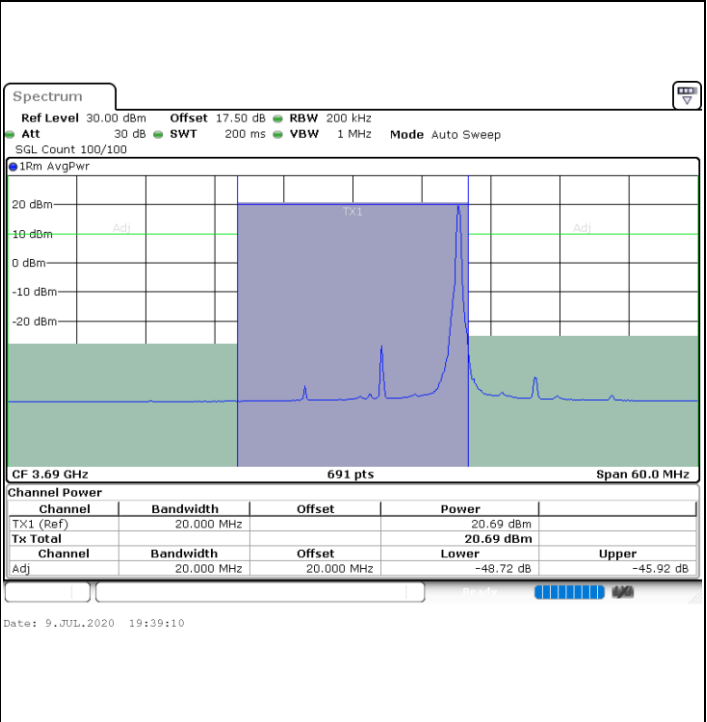 Spectrum
Ref Level 30.00 dBm Offset 17.50 dB RBW 200 kHz
Att 30 dB SWT 200 ms VBW 1 MHz Mode Auto Sweep
SGL Count 100/100
1Rm AvgPwr
20 dBm
TX1
10 dBm
Adj
Adj
0 dBm
-10 dBm
-20 dBm
CF 3.69 GHz 691 pts Span 60.0 MHz
Channel Power
Channel Bandwidth Offset Power
TX1 (Ref) 20.000 MHz 20.69 dBm
Tx Total 20.69 dBm
Channel Bandwidth Offset Lower Upper
Adj 20.000 MHz 20.000 MHz -48.72 dB -45.92 dB
Ready
Date: 9.JUL.2020 19:39:10